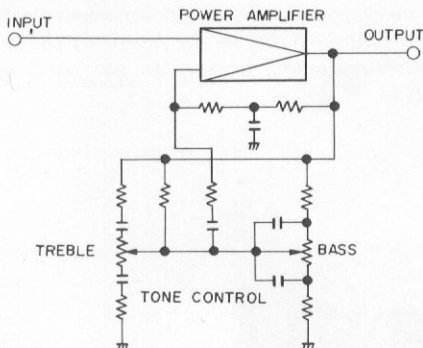 POWER AMPLIFIER
INPUT
OUTPUT
TREBLE
BASS
TONE CONTROL